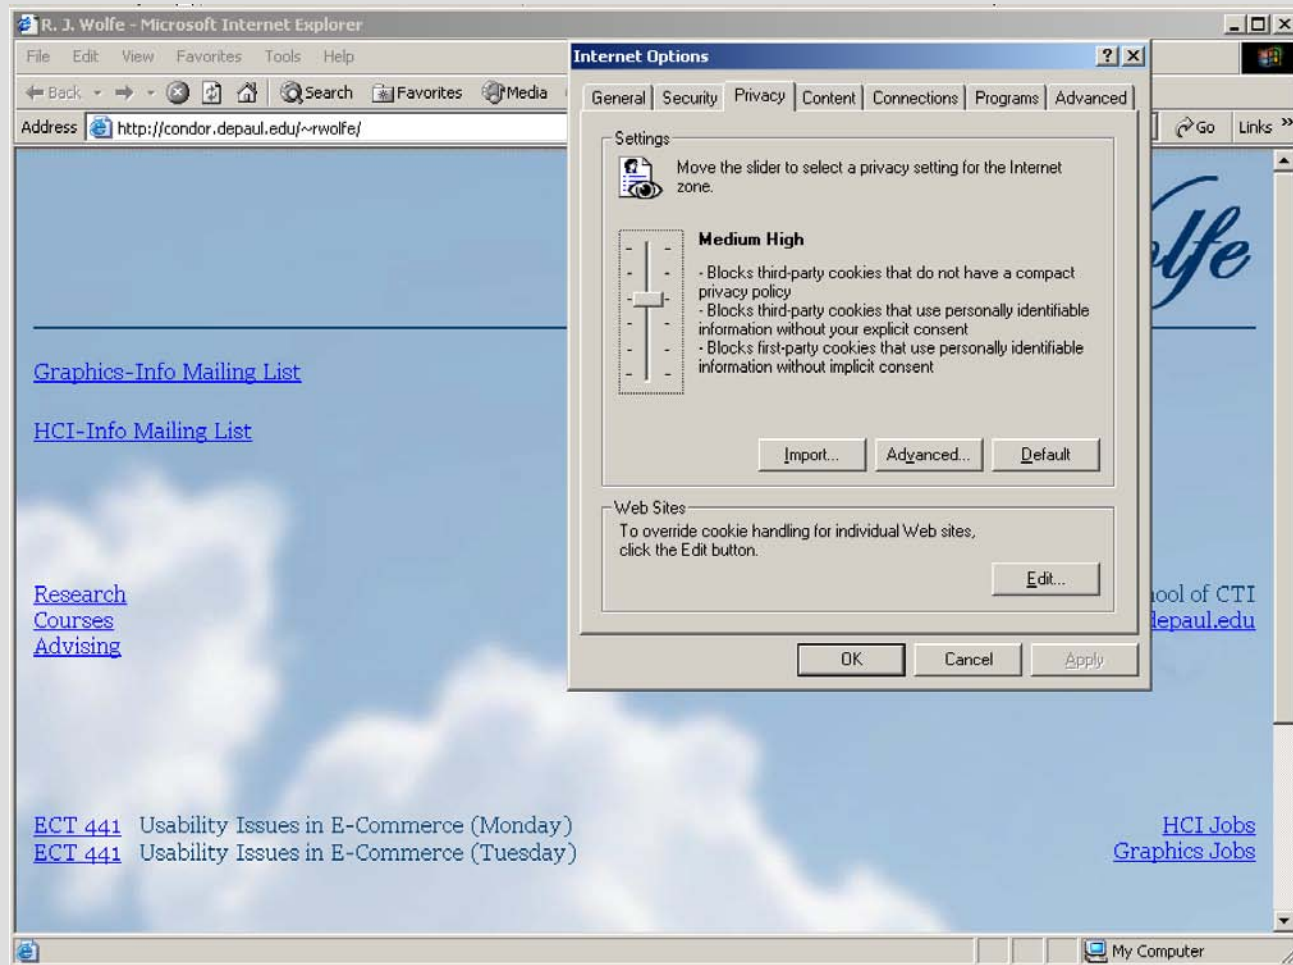 R. J. Wolfe - Microsoft Internet Explorer
File Edit View Favorites Tools Help
Back Search Favorites Media
Address http://condor.depaul.edu/~rwolfe/
Go Links »
Internet Options
General Security Privacy Content Connections Programs Advanced
Settings
Move the slider to select a privacy setting for the Internet
zone.
Medium High
- Blocks third-party cookies that do not have a compact
privacy policy
- Blocks third-party cookies that use personally identifiable
information without your explicit consent
- Blocks first-party cookies that use personally identifiable
information without implicit consent
Import... Advanced... Default
Web Sites
To override cookie handling for individual Web sites,
click the Edit button.
Edit...
OK Cancel Apply
olfe
Graphics-Info Mailing List
HCI-Info Mailing List
Research
Courses
Advising
ool of CTI
depaul.edu
ECT 441 Usability Issues in E-Commerce (Monday)
ECT 441 Usability Issues in E-Commerce (Tuesday)
HCI Jobs
Graphics Jobs
My Computer